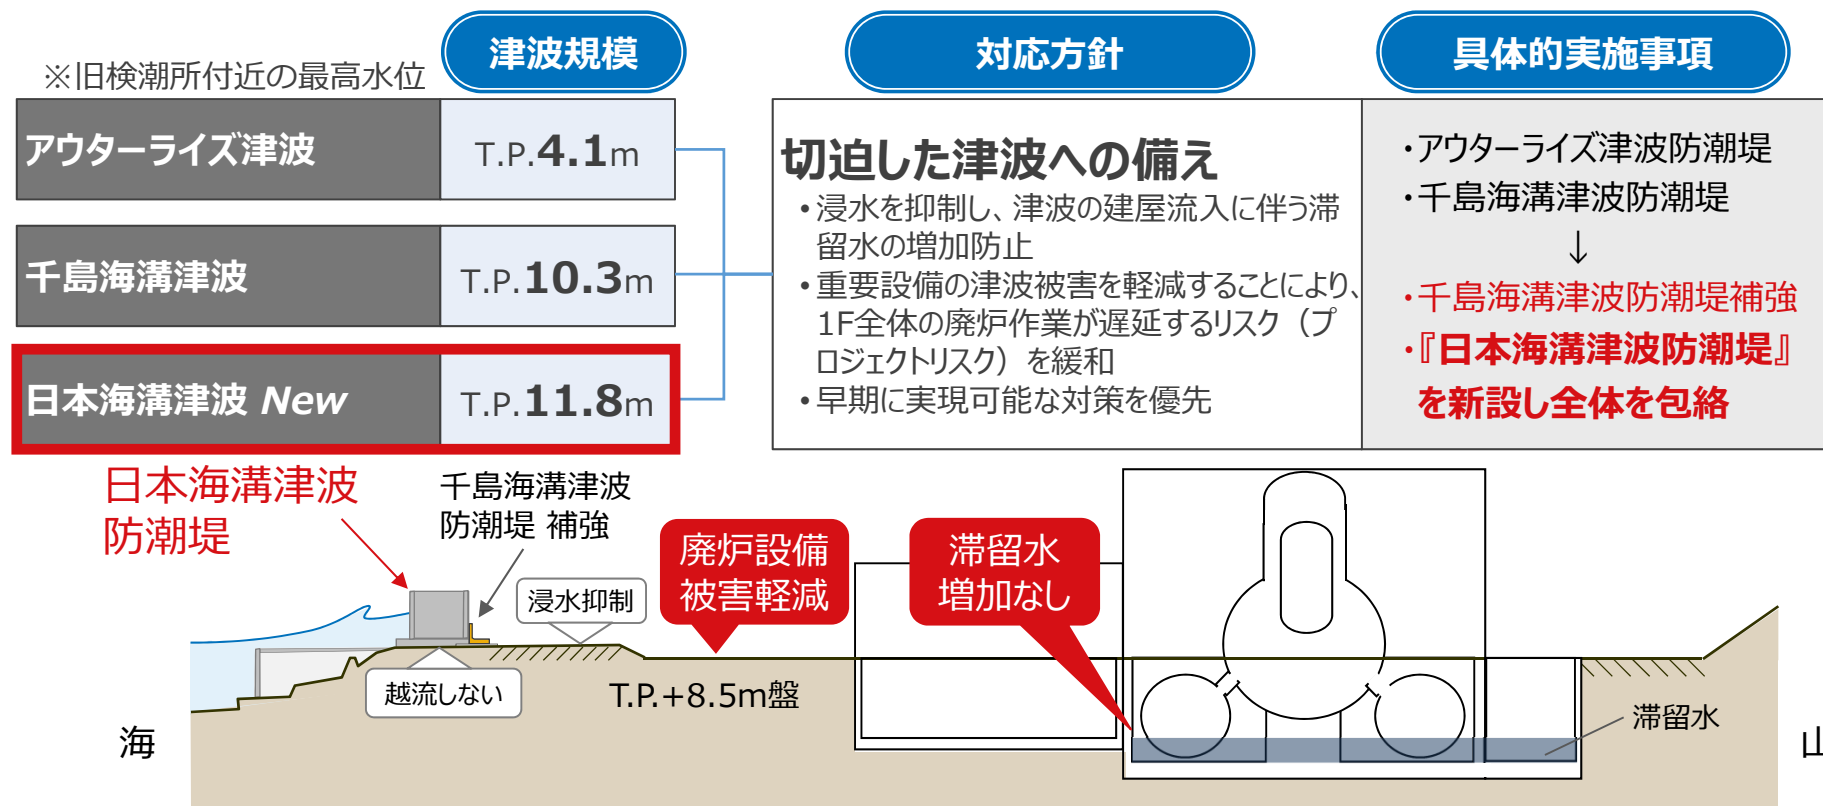 ※旧検潮所付近の最高水位
津波規模
対応方針
具体的実施事項
アウターライズ津波
T.P.4.1m
千島海溝津波
T.P.10.3m
日本海溝津波 New
T.P.11.8m
切迫した津波への備え
・浸水を抑制し、津波の建屋流入に伴う滞
留水の増加防止
・重要設備の津波被害を軽減することにより、
1F全体の廃炉作業が遅延するリスク（プ
ロジェクトリスク）を緩和
・早期に実現可能な対策を優先
・アウターライズ津波防潮堤
・千島海溝津波防潮堤
↓
・千島海溝津波防潮堤補強
・『日本海溝津波防潮堤』
を新設し全体を包絡
日本海溝津波
防潮堤
千島海溝津波
防潮堤 補強
浸水抑制
越流しない
廃炉設備
被害軽減
滞留水
増加なし
T.P.+8.5m盤
滞留水
海
山